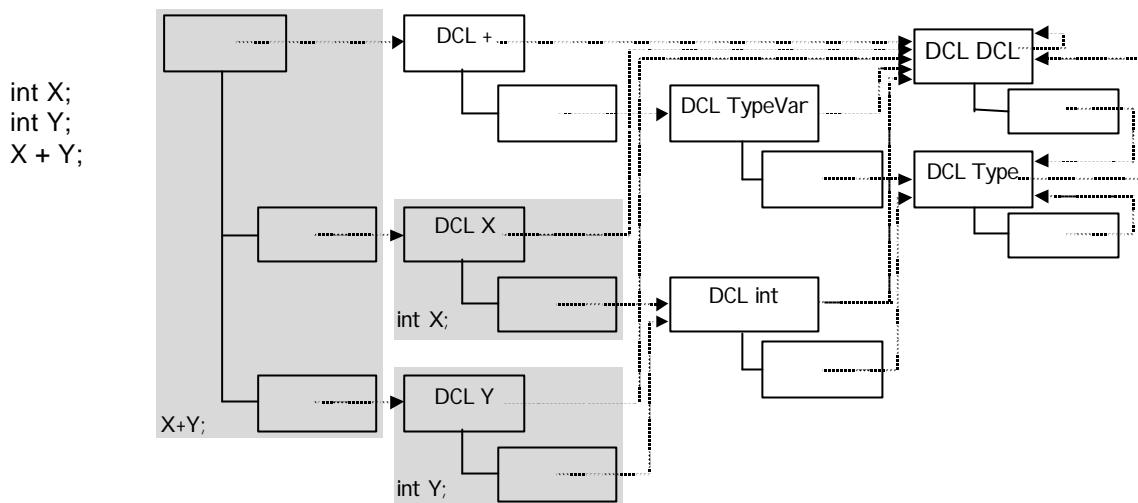 int X;
int Y;
X + Y;
DCL +
DCL DCL
DCL TypeVar
DCL Type
DCL X
DCL int
int X;
DCL Y
X+Y;
int Y;